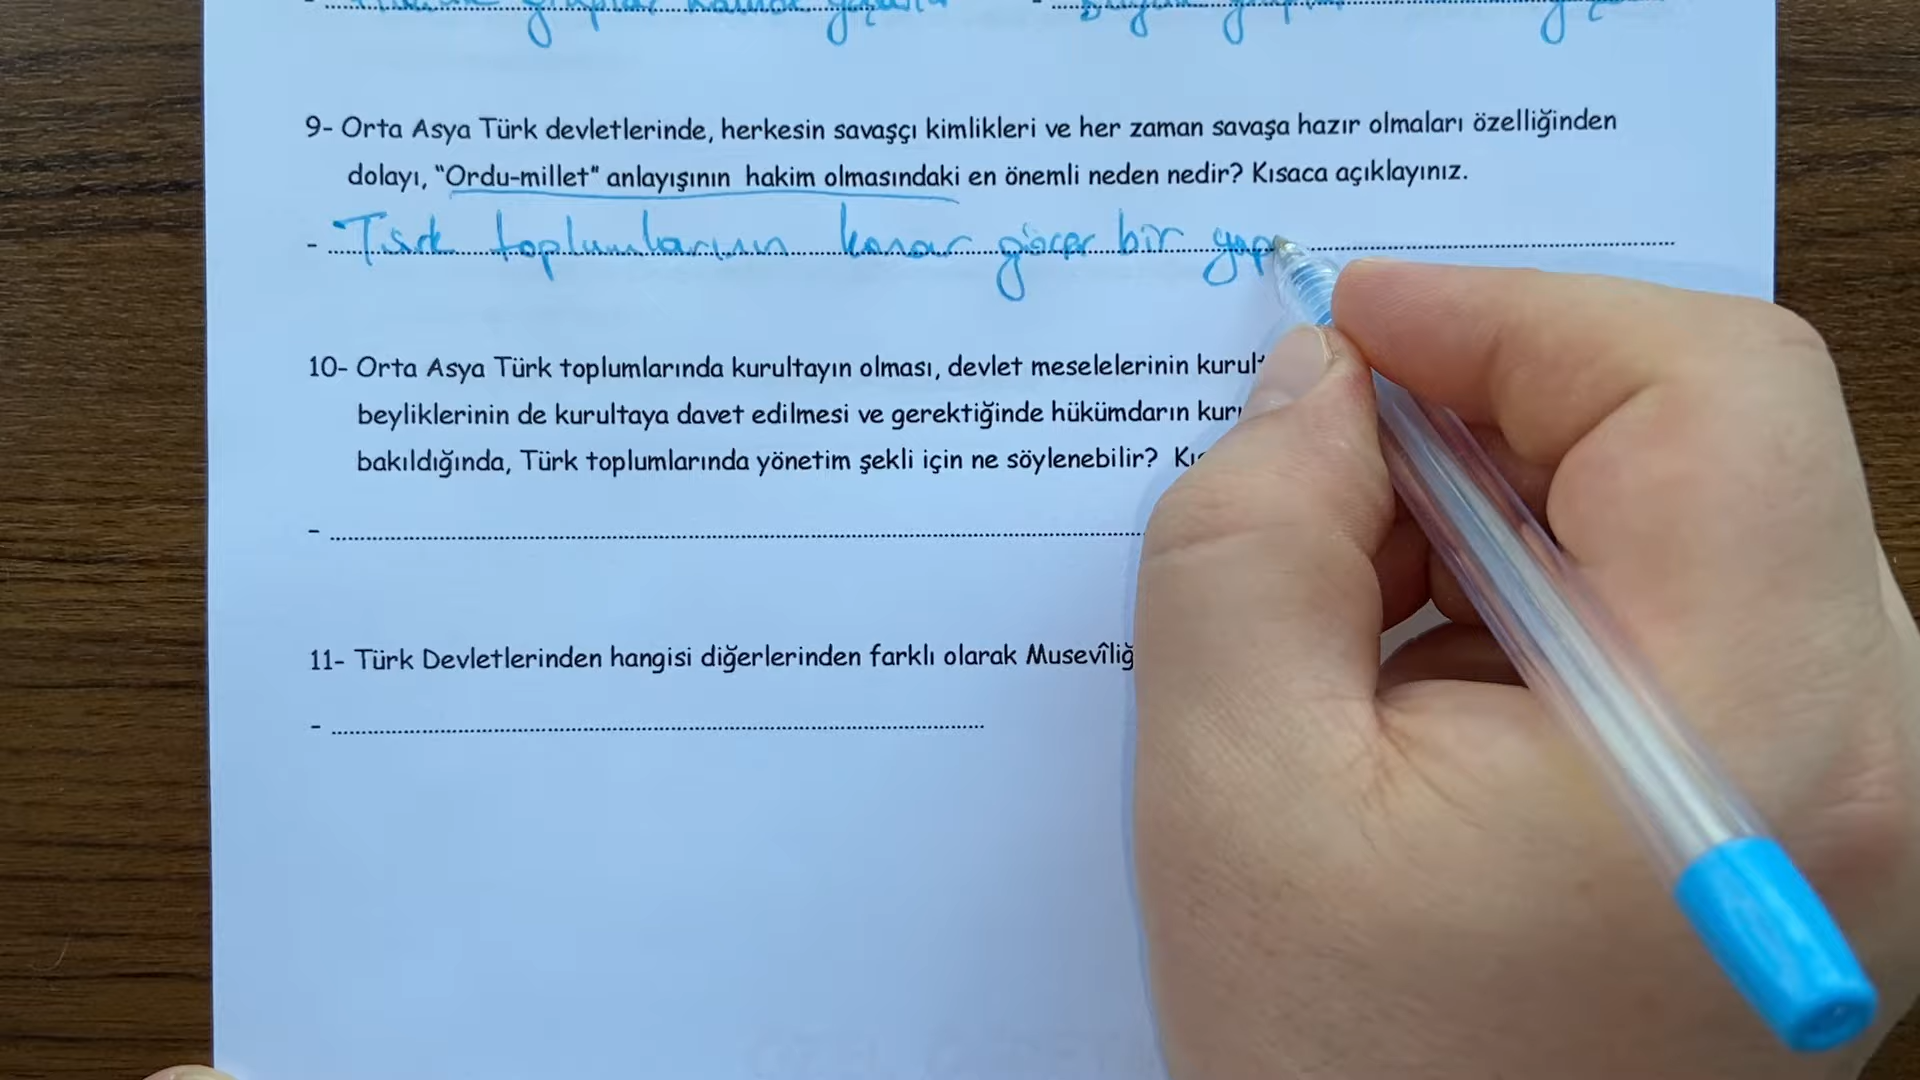 9- Orta Asya Türk devletlerinde, herkesin savaşçı kimlikleri ve her zaman savaşa hazır olmaları özelliğinden
dolayı, "Ordu-millet" anlayışının hakim olmasındaki en önemli neden nedir? Kısaca açıklayınız.
- Türk toplumlarının konar göçer bir yap
10- Orta Asya Türk toplumlarında kurultayın olması, devlet meselelerinin
beyliklerinin de kurultaya davet edilmesi ve gerektiğinde hükümdarın
bakıldığında, Türk toplumlarında yönetim şekli için ne söylenebilir?
-
11- Türk Devletlerinden hangisi diğerlerinden farklı olarak Musevîliğ
-